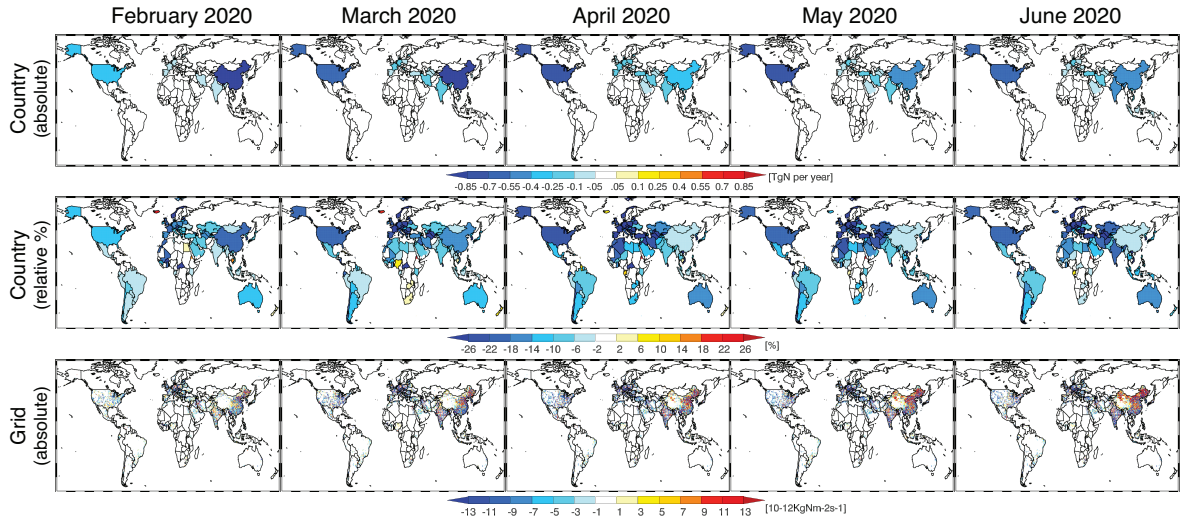 February 2020 March 2020 April 2020 May 2020 June 2020
Country
(absolute)
-0.85 -0.7 -0.55 -0.4 -0.25 -0.1 -.05 .05 0.1 0.25 0.4 0.55 0.7 0.85 [TgN per year]
Country
(relative %)
-26 -22 -18 -14 -10 -6 -2 2 6 10 14 18 22 26 [%]
Grid
(absolute)
-13 -11 -9 -7 -5 -3 -1 1 3 5 7 9 11 13 [10-12KgNm-2s-1]